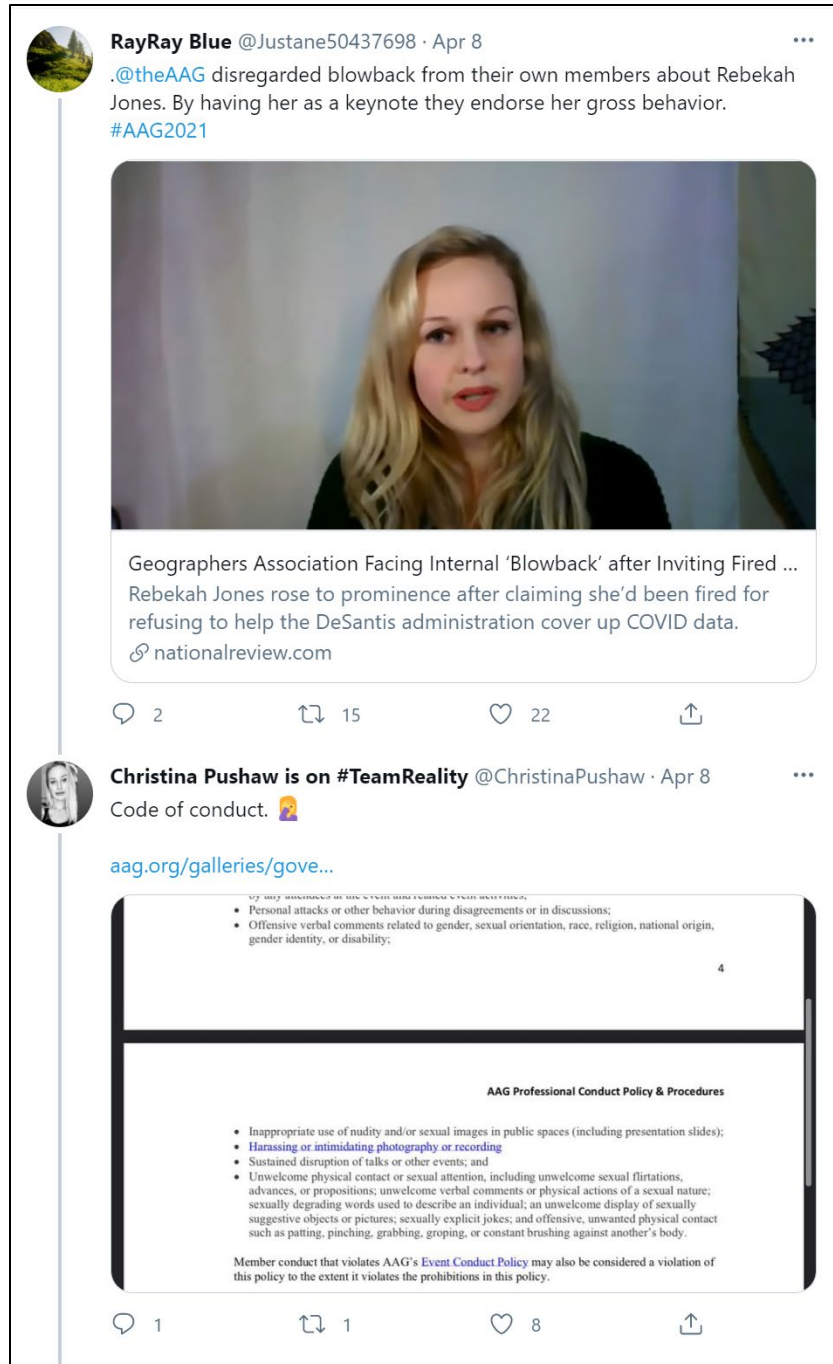 RayRay Blue @Justane50437698 · Apr 8
.@theAAG disregarded blowback from their own members about Rebekah
Jones. By having her as a keynote they endorse her gross behavior.
#AAG2021
Geographers Association Facing Internal ‘Blowback’ after Inviting Fired ...
Rebekah Jones rose to prominence after claiming she’d been fired for
refusing to help the DeSantis administration cover up COVID data.
nationalreview.com
2 15 22
Christina Pushaw is on #TeamReality @ChristinaPushaw · Apr 8
Code of conduct. 🤦‍♀️
aag.org/galleries/gove...
by any attendees at the event and related event activities;
• Personal attacks or other behavior during disagreements or in discussions;
• Offensive verbal comments related to gender, sexual orientation, race, religion, national origin,
gender identity, or disability;
4
AAG Professional Conduct Policy & Procedures
• Inappropriate use of nudity and/or sexual images in public spaces (including presentation slides);
• Harassing or intimidating photography or recording
• Sustained disruption of talks or other events; and
• Unwelcome physical contact or sexual attention, including unwelcome sexual flirtations,
advances, or propositions; unwelcome verbal comments or physical actions of a sexual nature;
sexually degrading words used to describe an individual; an unwelcome display of sexually
suggestive objects or pictures; sexually explicit jokes; and offensive, unwanted physical contact
such as patting, pinching, grabbing, groping, or constant brushing against another’s body.
Member conduct that violates AAG’s Event Conduct Policy may also be considered a violation of
this policy to the extent it violates the prohibitions in this policy.
1 1 8